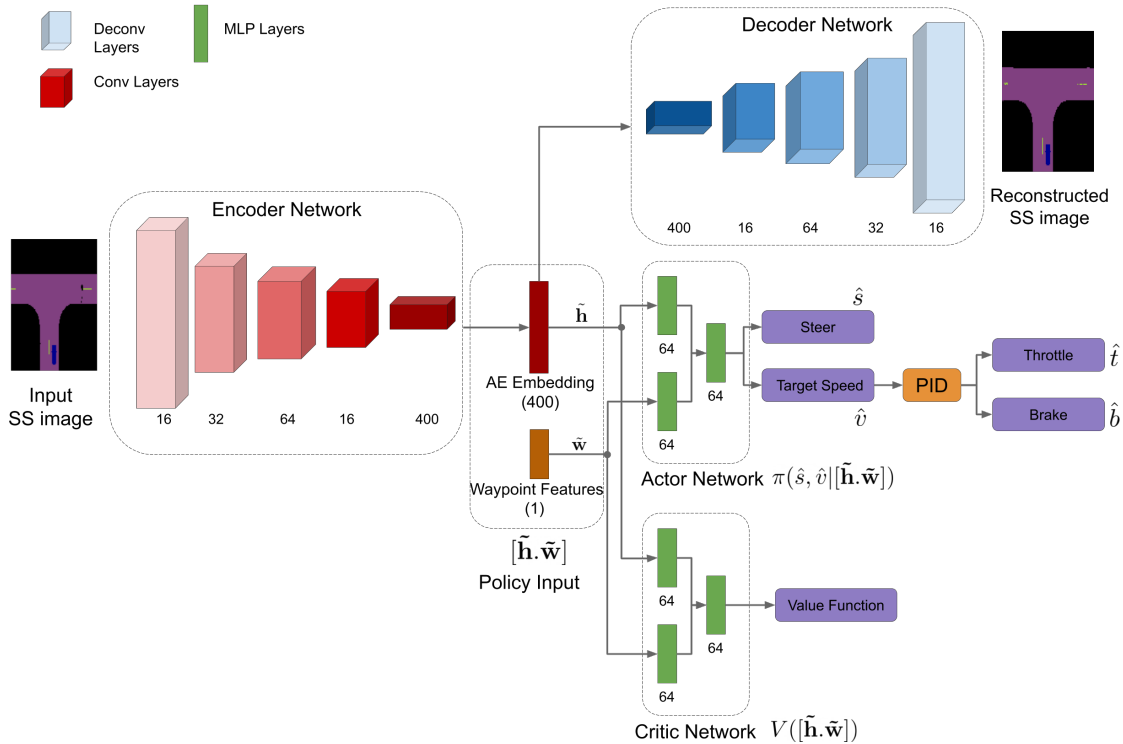 Deconv
Layers
MLP Layers
Conv Layers
Decoder Network
400 16 64 32 16
Reconstructed
SS image
Encoder Network
16 32 64 16 400
Input
SS image
h̃
AE Embedding
(400)
w̃
Waypoint Features
(1)
[h̃.w̃]
Policy Input
64
64
64
Actor Network π(ŝ, v̂|[h̃.w̃])
ŝ
Steer
Target Speed
v̂
PID
Throttle t̂
Brake b̂
64
64
64
Critic Network V([h̃.w̃])
Value Function